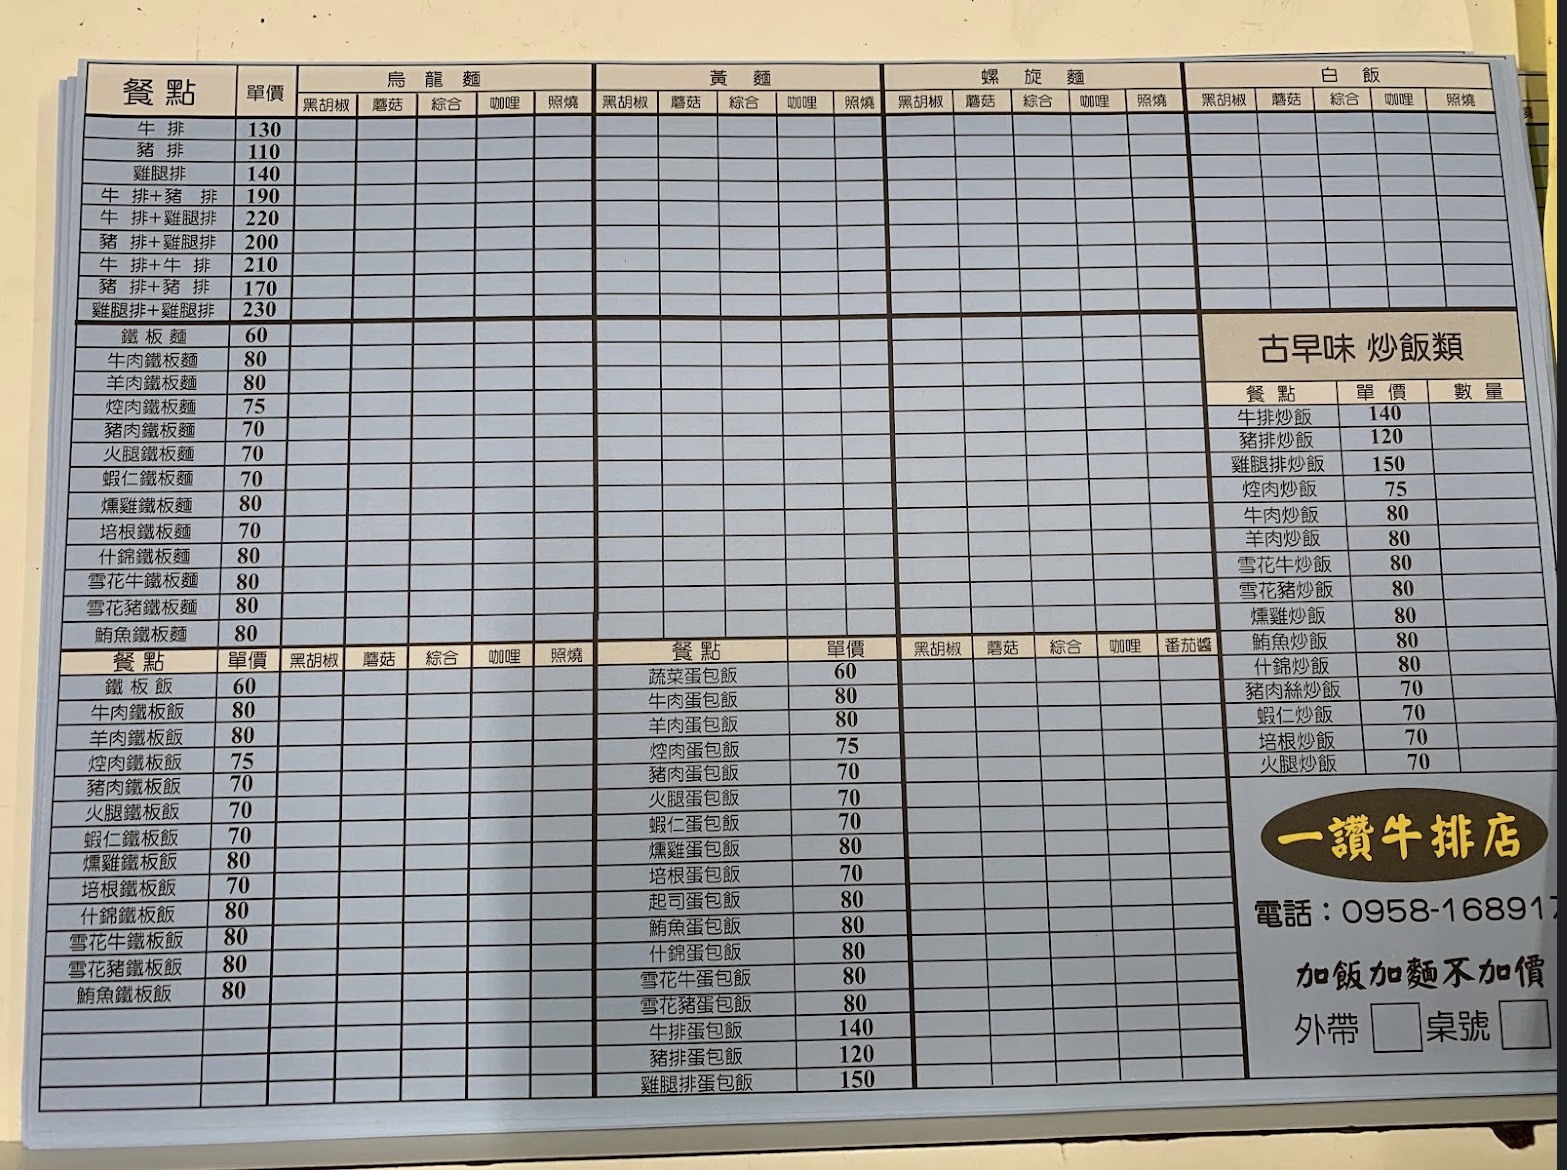 餐點 單價 烏龍麵 黃麵 螺旋麵 白飯
黑胡椒 蘑菇 綜合 咖哩 照燒 黑胡椒 蘑菇 綜合 咖哩 照燒 黑胡椒 蘑菇 綜合 咖哩 照燒 黑胡椒 蘑菇 綜合 咖哩 照燒
牛排 130
豬排 110
雞腿排 140
牛排+豬排 190
牛排+雞腿排 220
豬排+雞腿排 200
牛排+牛排 210
豬排+豬排 170
雞腿排+雞腿排 230
鐵板麵 60
牛肉鐵板麵 80
羊肉鐵板麵 80
焢肉鐵板麵 75
豬肉鐵板麵 70
火腿鐵板麵 70
蝦仁鐵板麵 70
燻雞鐵板麵 80
培根鐵板麵 70
什錦鐵板麵 80
雪花牛鐵板麵 80
雪花豬鐵板麵 80
鮪魚鐵板麵 80
古早味 炒飯類
餐點 單價 數量
牛排炒飯 140
豬排炒飯 120
雞腿排炒飯 150
焢肉炒飯 75
牛肉炒飯 80
羊肉炒飯 80
雪花牛炒飯 80
雪花豬炒飯 80
燻雞炒飯 80
鮪魚炒飯 80
什錦炒飯 80
豬肉絲炒飯 70
蝦仁炒飯 70
培根炒飯 70
火腿炒飯 70
餐點 單價 黑胡椒 蘑菇 綜合 咖哩 照燒
鐵板飯 60
牛肉鐵板飯 80
羊肉鐵板飯 80
焢肉鐵板飯 75
豬肉鐵板飯 70
火腿鐵板飯 70
蝦仁鐵板飯 70
燻雞鐵板飯 80
培根鐵板飯 70
什錦鐵板飯 80
雪花牛鐵板飯 80
雪花豬鐵板飯 80
鮪魚鐵板飯 80
餐點 單價 黑胡椒 蘑菇 綜合 咖哩 番茄醬
蔬菜蛋包飯 60
牛肉蛋包飯 80
羊肉蛋包飯 80
焢肉蛋包飯 75
豬肉蛋包飯 70
火腿蛋包飯 70
蝦仁蛋包飯 70
燻雞蛋包飯 80
培根蛋包飯 70
起司蛋包飯 80
鮪魚蛋包飯 80
什錦蛋包飯 80
雪花牛蛋包飯 80
雪花豬蛋包飯 80
牛排蛋包飯 140
豬排蛋包飯 120
雞腿排蛋包飯 150
一讚牛排店
電話：0958-168917
加飯加麵不加價
外帶 桌號